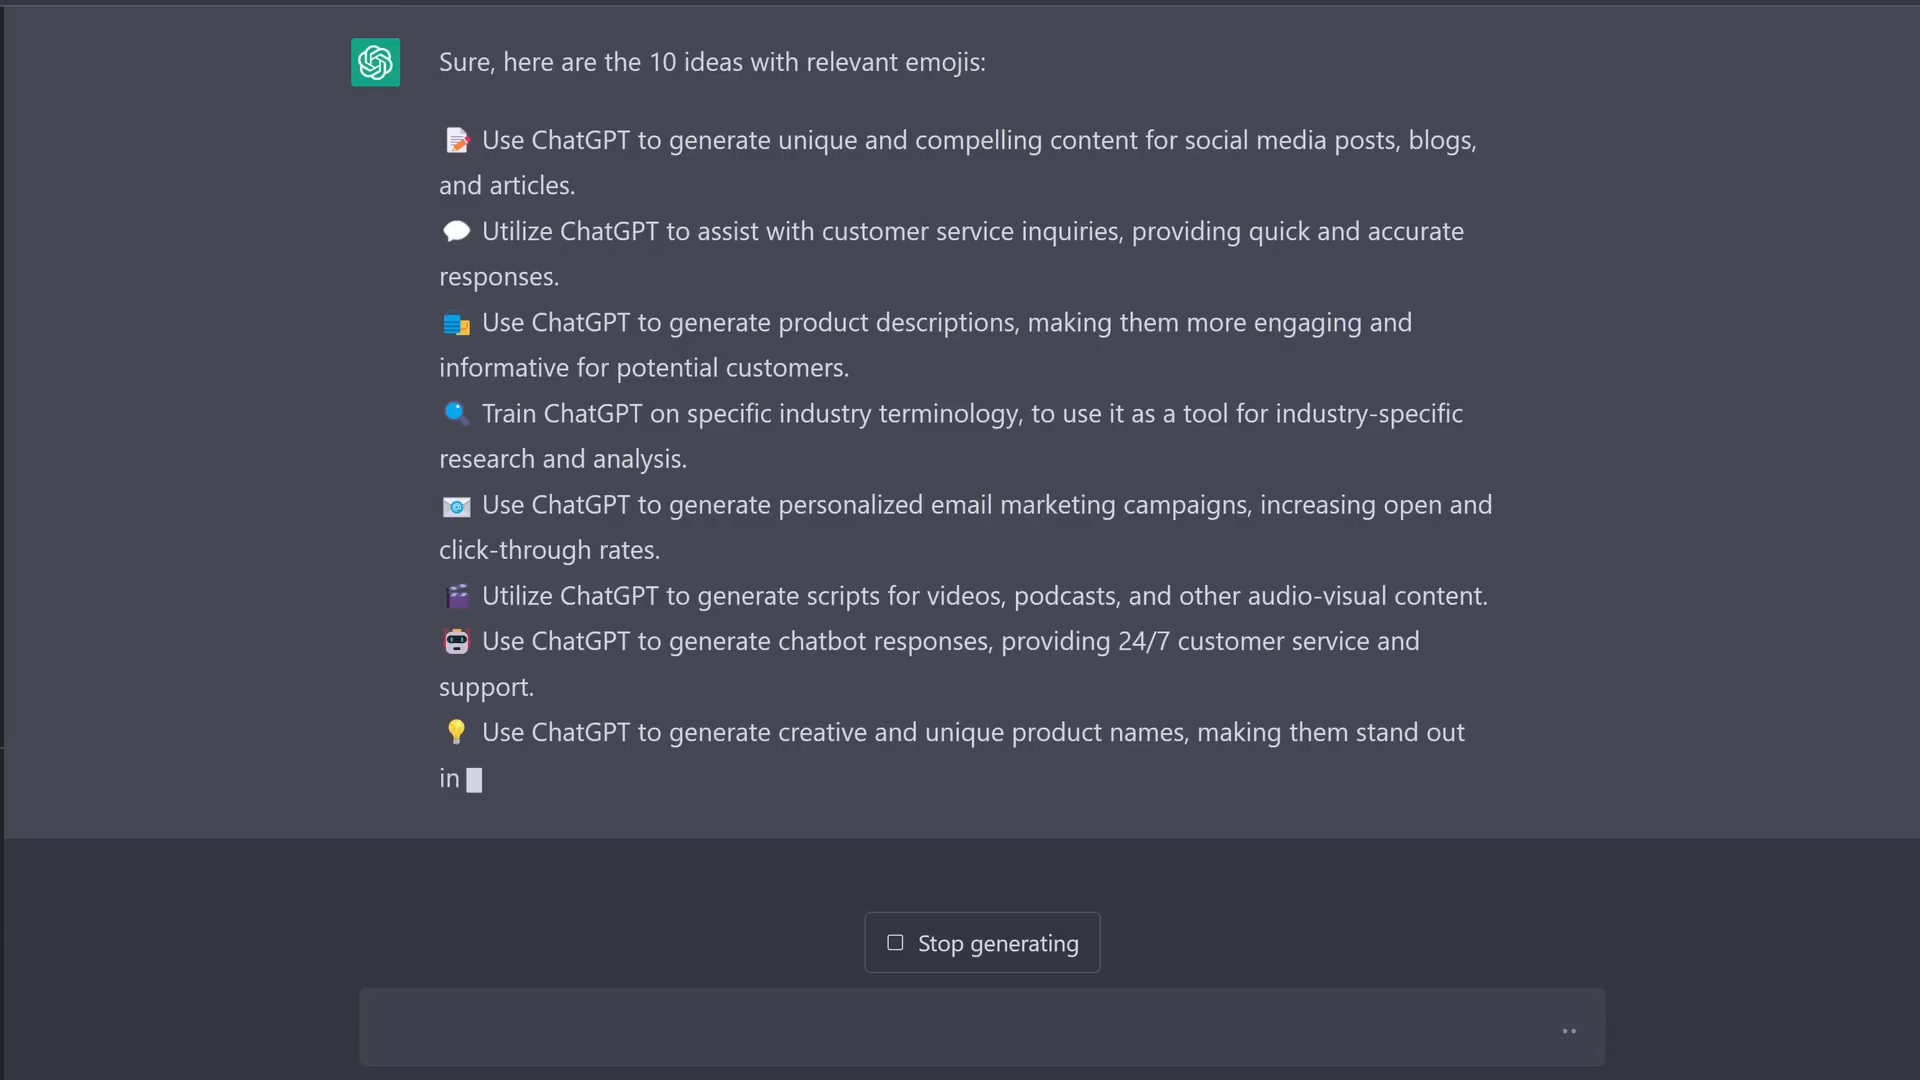 Sure, here are the 10 ideas with relevant emojis:
📝 Use ChatGPT to generate unique and compelling content for social media posts, blogs,
and articles.
💬 Utilize ChatGPT to assist with customer service inquiries, providing quick and accurate
responses.
🛍️ Use ChatGPT to generate product descriptions, making them more engaging and
informative for potential customers.
🔍 Train ChatGPT on specific industry terminology, to use it as a tool for industry-specific
research and analysis.
📧 Use ChatGPT to generate personalized email marketing campaigns, increasing open and
click-through rates.
🎬 Utilize ChatGPT to generate scripts for videos, podcasts, and other audio-visual content.
🤖 Use ChatGPT to generate chatbot responses, providing 24/7 customer service and
support.
💡 Use ChatGPT to generate creative and unique product names, making them stand out
in
Stop generating